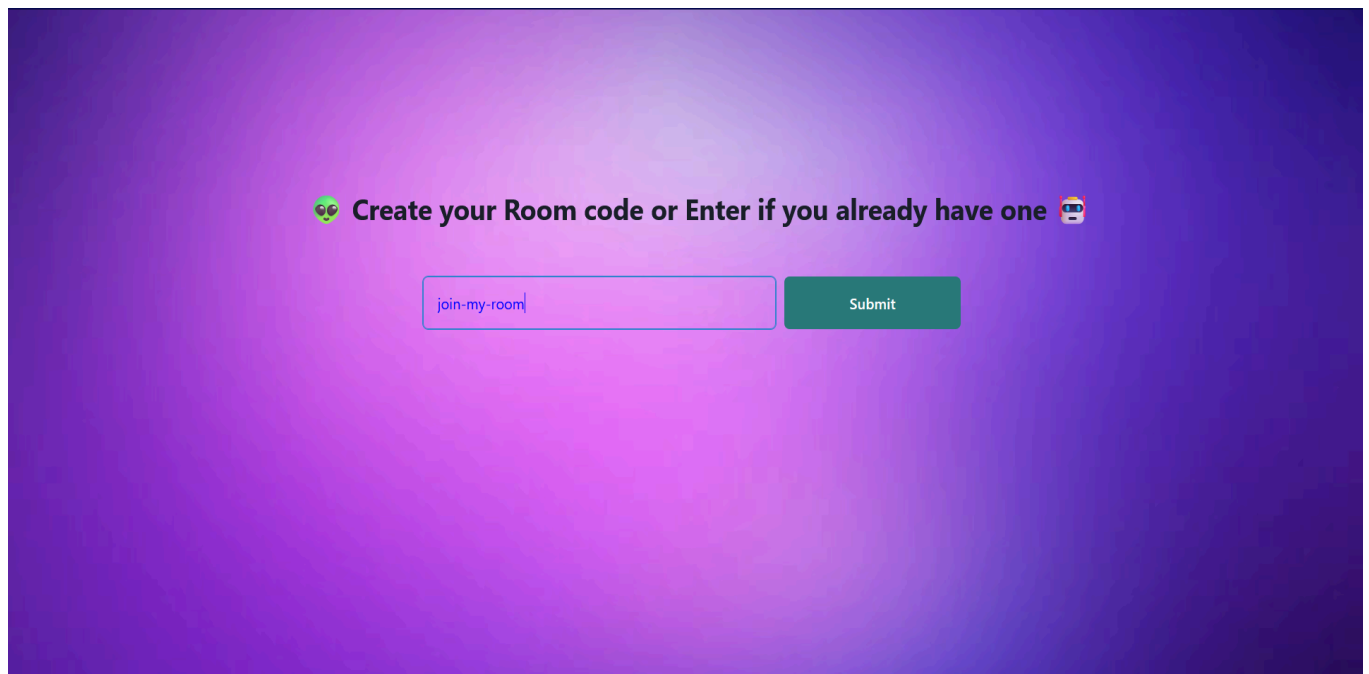 👽 Create your Room code or Enter if you already have one 🤖
join-my-room
Submit